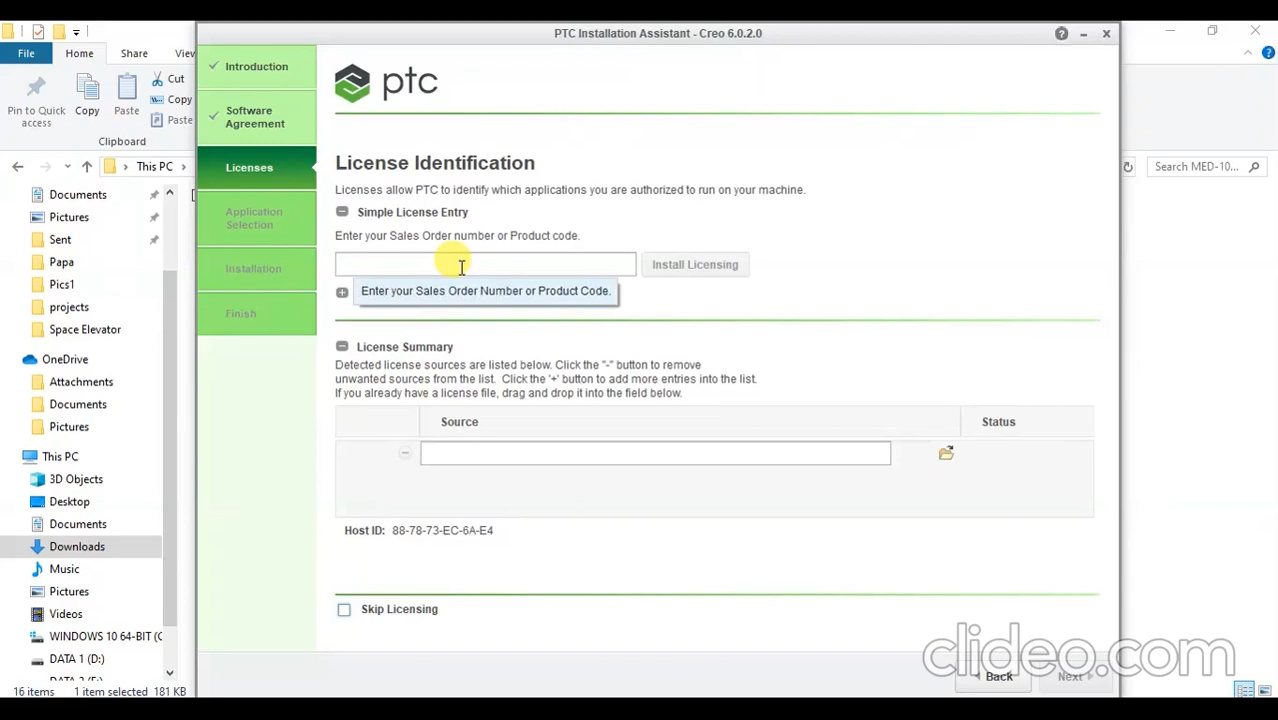 PTC Installation Assistant - Creo 6.0.2.0
File
Home
Share
Introduction
Pin to Quick access
Copy
Paste
Cut
Copy
Paste
Clipboard
ptc
Software Agreement
Licenses
Application Selection
Installation
Finish
This PC
Search MED-10...
License Identification
Licenses allow PTC to identify which applications you are authorized to run on your machine.
Simple License Entry
Enter your Sales Order number or Product code.
Install Licensing
Enter your Sales Order Number or Product Code.
License Summary
Detected license sources are listed below. Click the "-" button to remove
unwanted sources from the list. Click the '+' button to add more entries into the list.
If you already have a license file, drag and drop it into the field below.
Source
Status
Host ID: 88-78-73-EC-6A-E4
Skip Licensing
Back
Next
Documents
Pictures
Sent
Papa
Pics1
projects
Space Elevator
OneDrive
Attachments
Documents
Pictures
This PC
3D Objects
Desktop
Documents
Downloads
Music
Pictures
Videos
WINDOWS 10 64-BIT (C
DATA 1 (D:)
16 items
1 item selected 181 KB
clideo.com